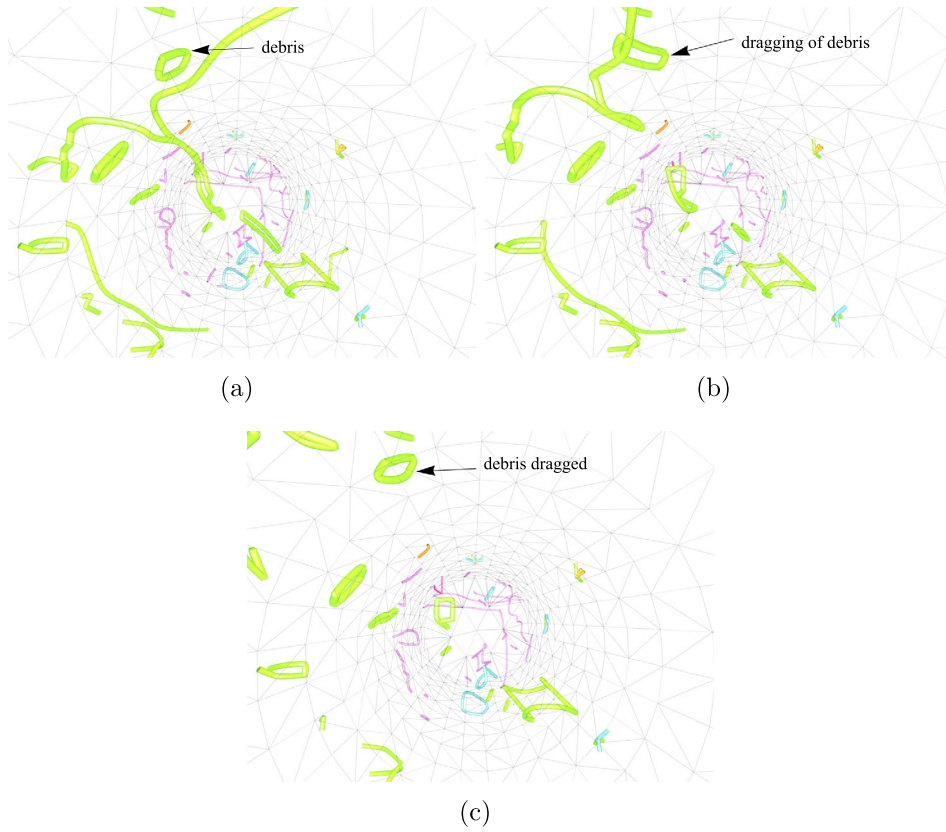 debris
dragging of debris
(a)
(b)
debris dragged
(c)